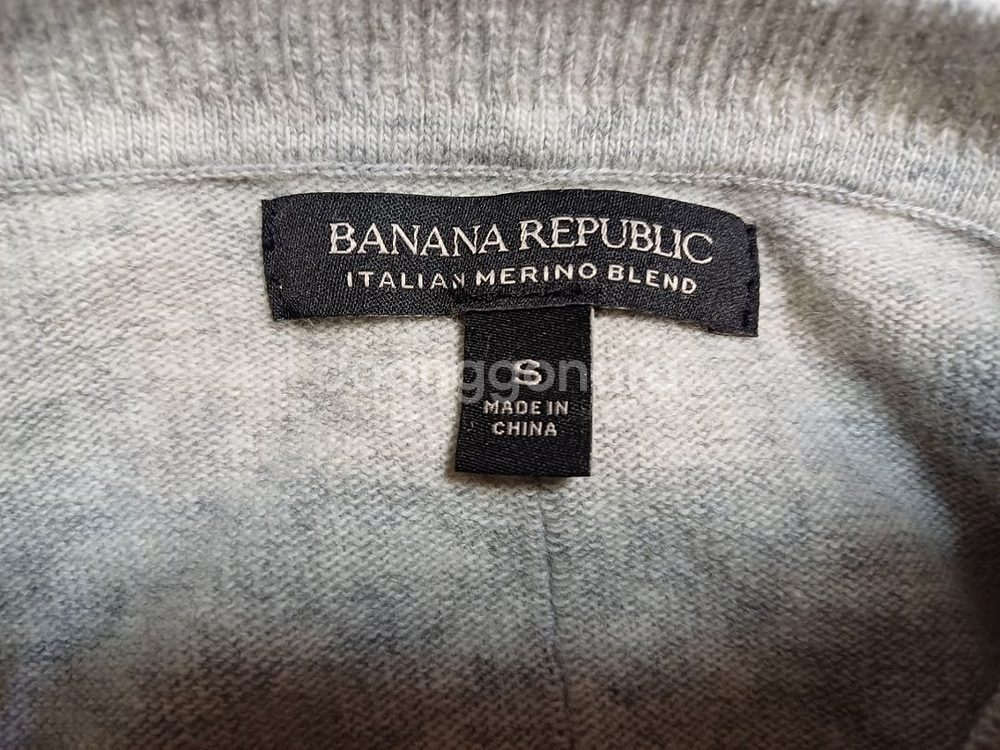 BANANA REPUBLIC
ITALIAN MERINO BLEND
S
MADE IN
CHINA